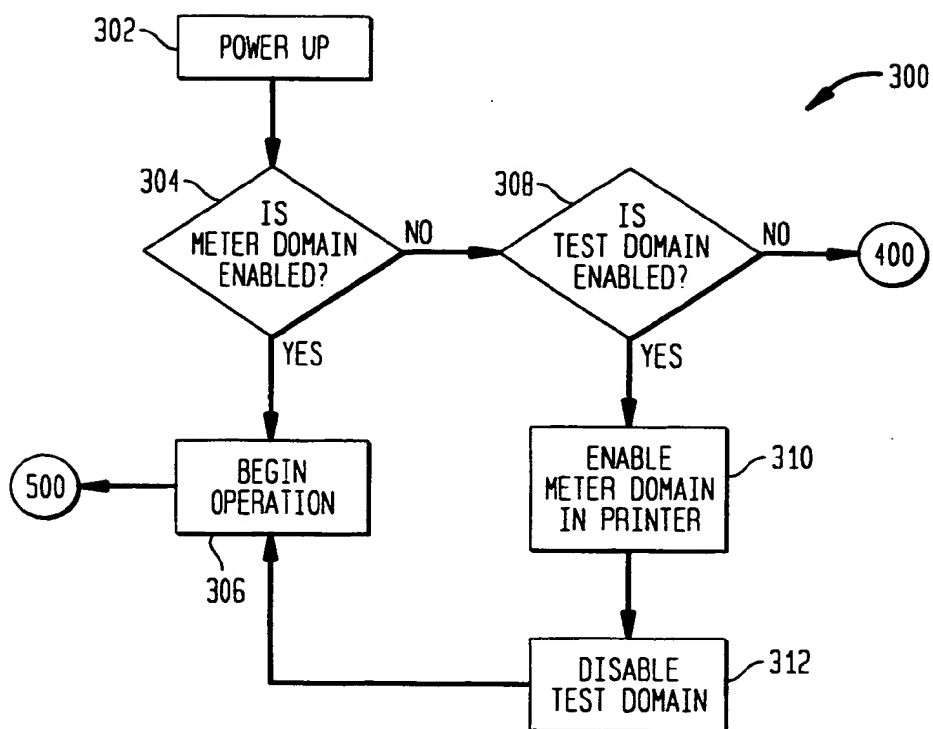 302
POWER UP
300
304
IS
METER DOMAIN
ENABLED?
NO
308
IS
TEST DOMAIN
ENABLED?
NO
400
YES
YES
500
BEGIN
OPERATION
306
ENABLE
METER DOMAIN
IN PRINTER
310
DISABLE
TEST DOMAIN
312